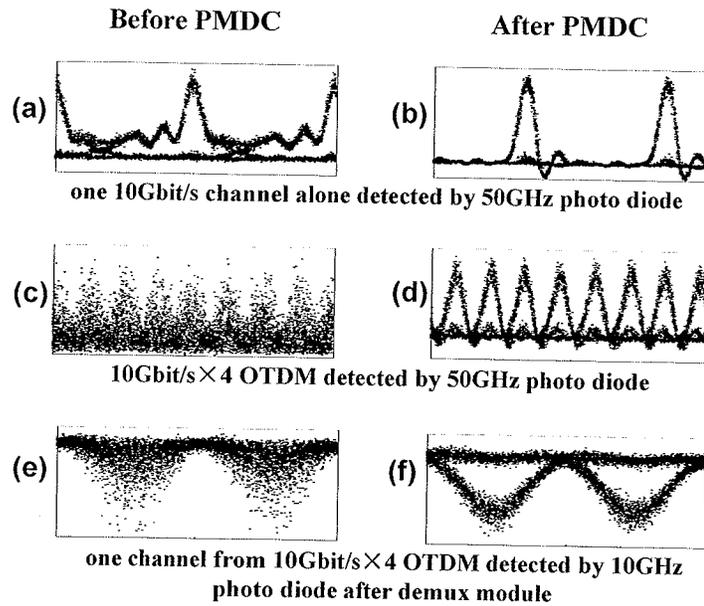 Before PMDC
After PMDC
(a)
(b)
one 10Gbit/s channel alone detected by 50GHz photo diode
(c)
(d)
10Gbit/s×4 OTDM detected by 50GHz photo diode
(e)
(f)
one channel from 10Gbit/s×4 OTDM detected by 10GHz
photo diode after demux module